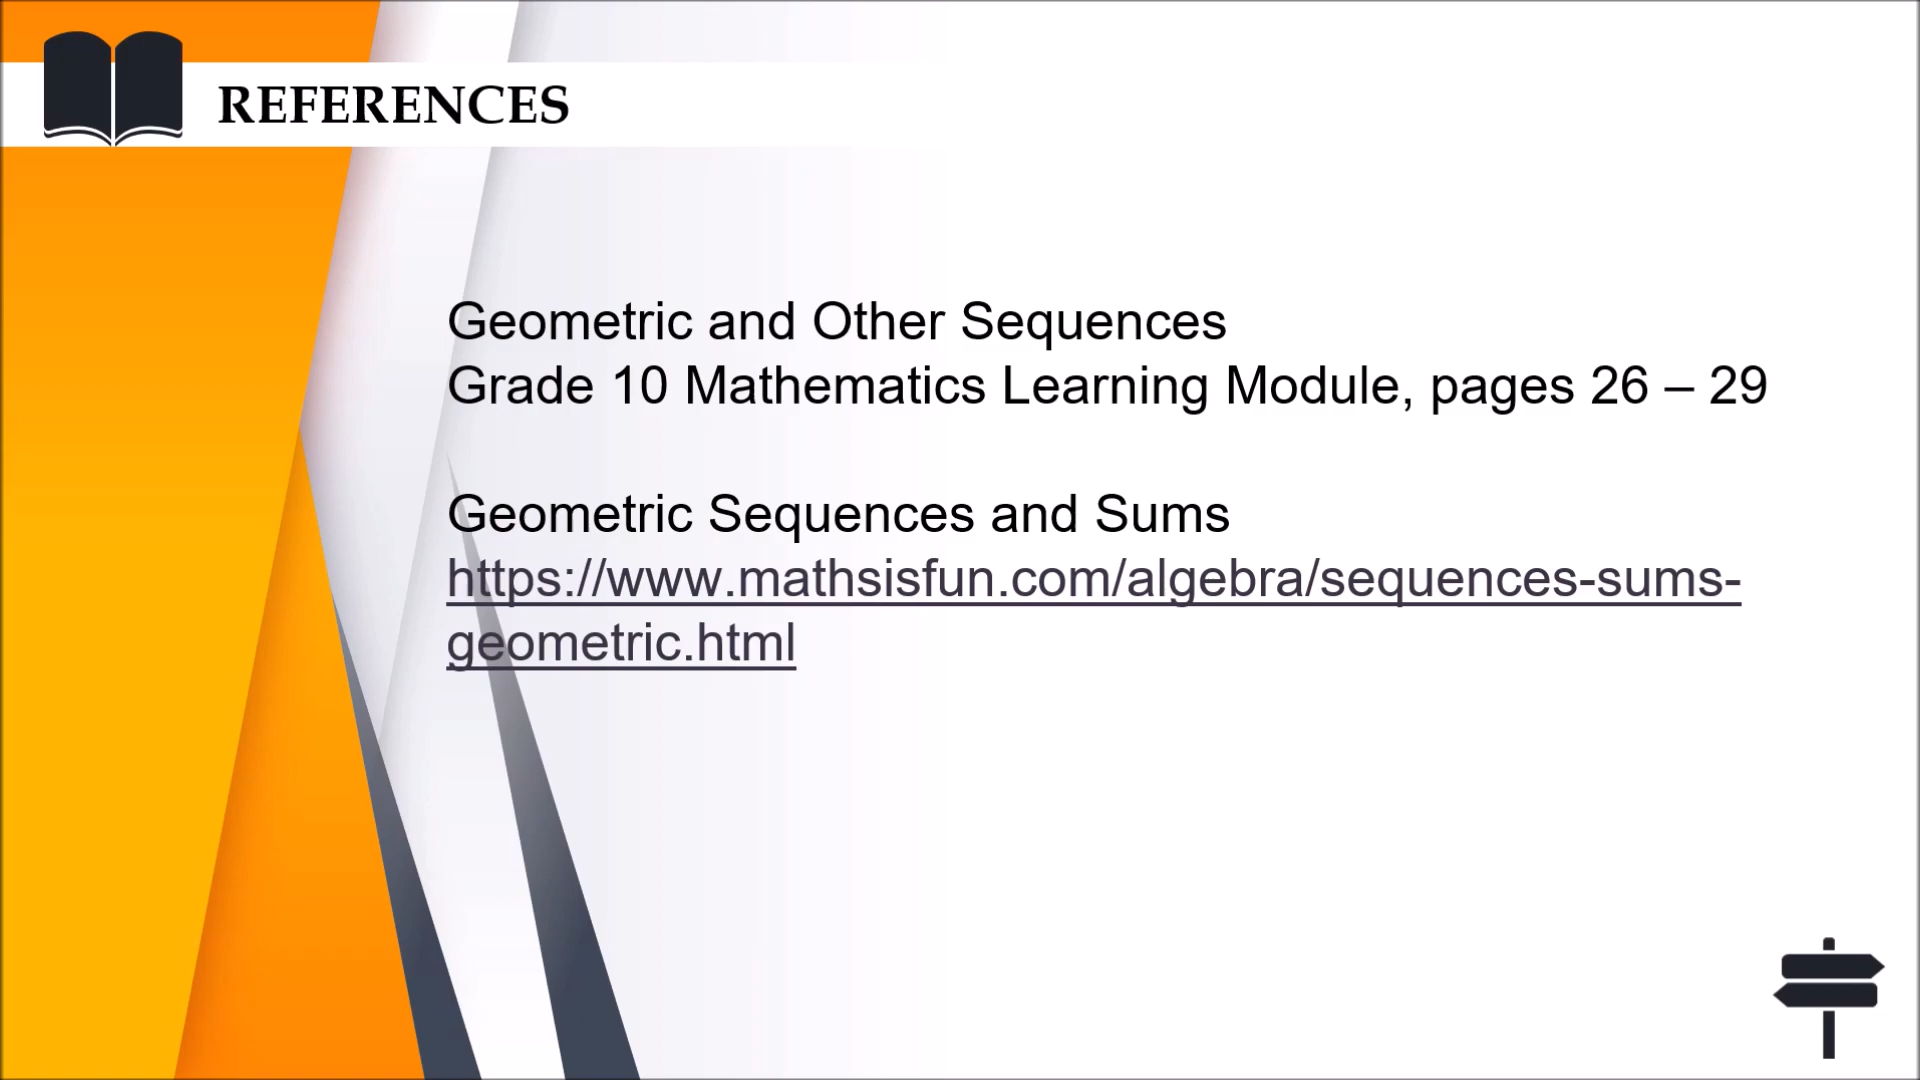 REFERENCES
Geometric and Other Sequences
Grade 10 Mathematics Learning Module, pages 26 – 29
Geometric Sequences and Sums
https://www.mathsisfun.com/algebra/sequences-sums-
geometric.html